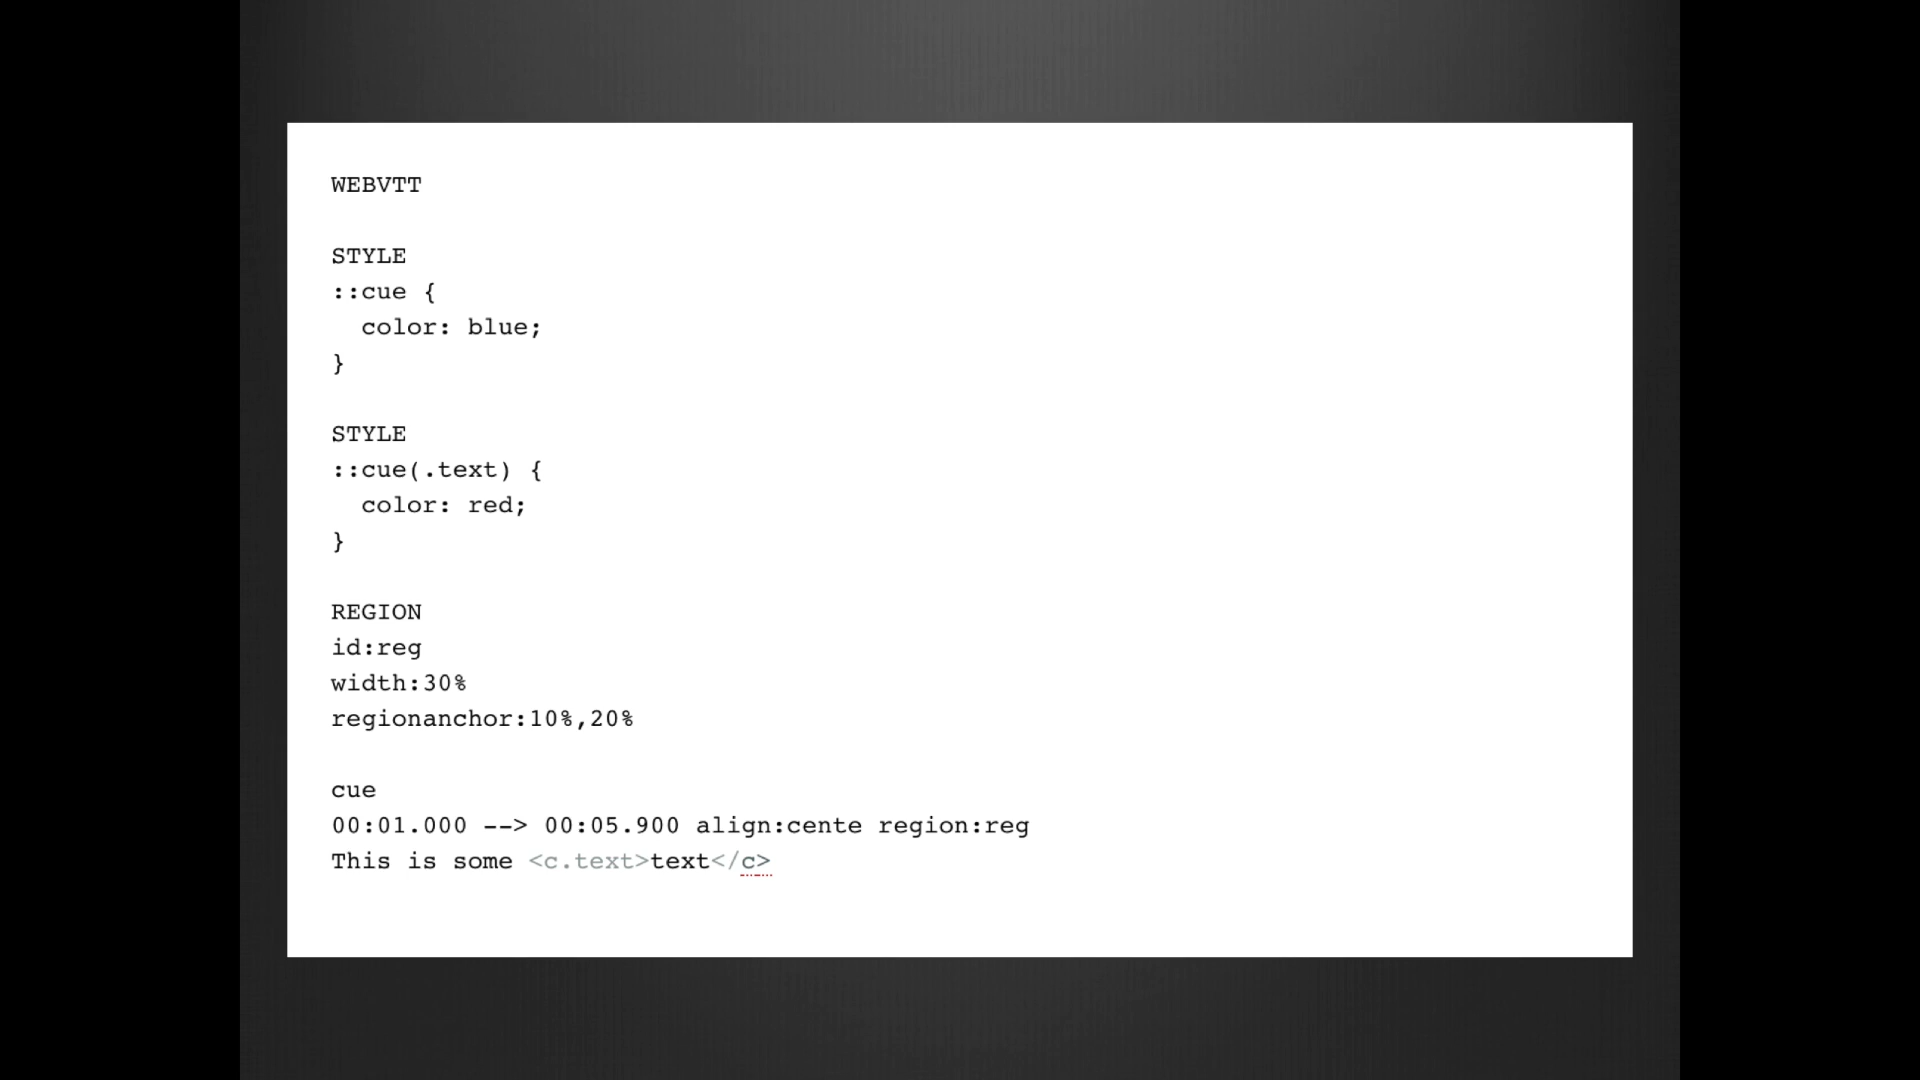 WEBVTT
STYLE
::cue {
color: blue;
}
STYLE
::cue(.text) {
color: red;
}
REGION
id:reg
width:30%
regionanchor:10%,20%
cue
00:01.000 --> 00:05.900 align:cente region:reg
This is some <c.text>text</c>